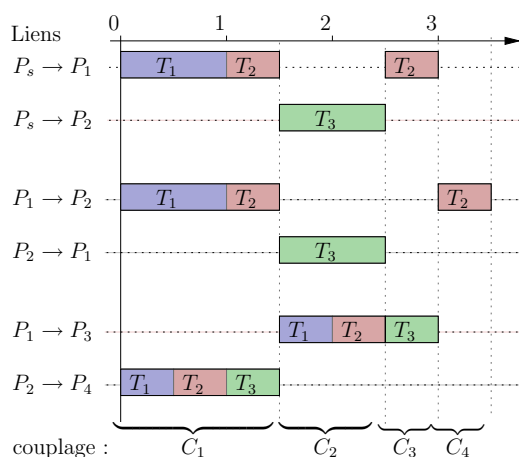 0 1 2 3
Liens
P_s → P_1 T_1 T_2 T_2
P_s → P_2 T_3
P_1 → P_2 T_1 T_2 T_2
P_2 → P_1 T_3
P_1 → P_3 T_1 T_2 T_3
P_2 → P_4 T_1 T_2 T_3
couplage : C_1 C_2 C_3 C_4